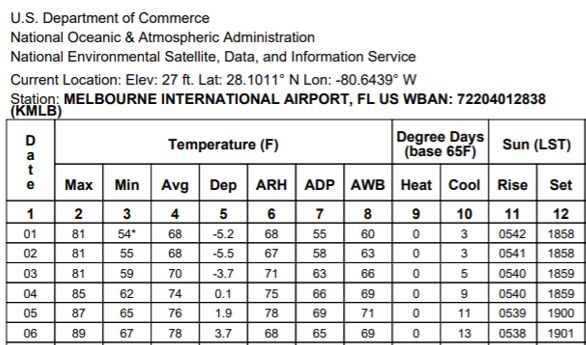 U.S. Department of Commerce
National Oceanic & Atmospheric Administration
National Environmental Satellite, Data, and Information Service
Current Location: Elev: 27 ft. Lat: 28.1011° N Lon: -80.6439° W
Station: MELBOURNE INTERNATIONAL AIRPORT, FL US WBAN: 72204012838
(KMLB)
Date Temperature (F) Degree Days (base 65F) Sun (LST)
Max Min Avg Dep ARH ADP AWB Heat Cool Rise Set
1 2 3 4 5 6 7 8 9 10 11 12
01 81 54* 68 -5.2 68 55 60 0 3 0542 1858
02 81 55 68 -5.5 67 58 63 0 3 0541 1858
03 81 59 70 -3.7 71 63 66 0 5 0540 1859
04 85 62 74 0.1 75 66 69 0 9 0540 1859
05 87 65 76 1.9 78 69 71 0 11 0539 1900
06 89 67 78 3.7 68 65 69 0 13 0538 1901